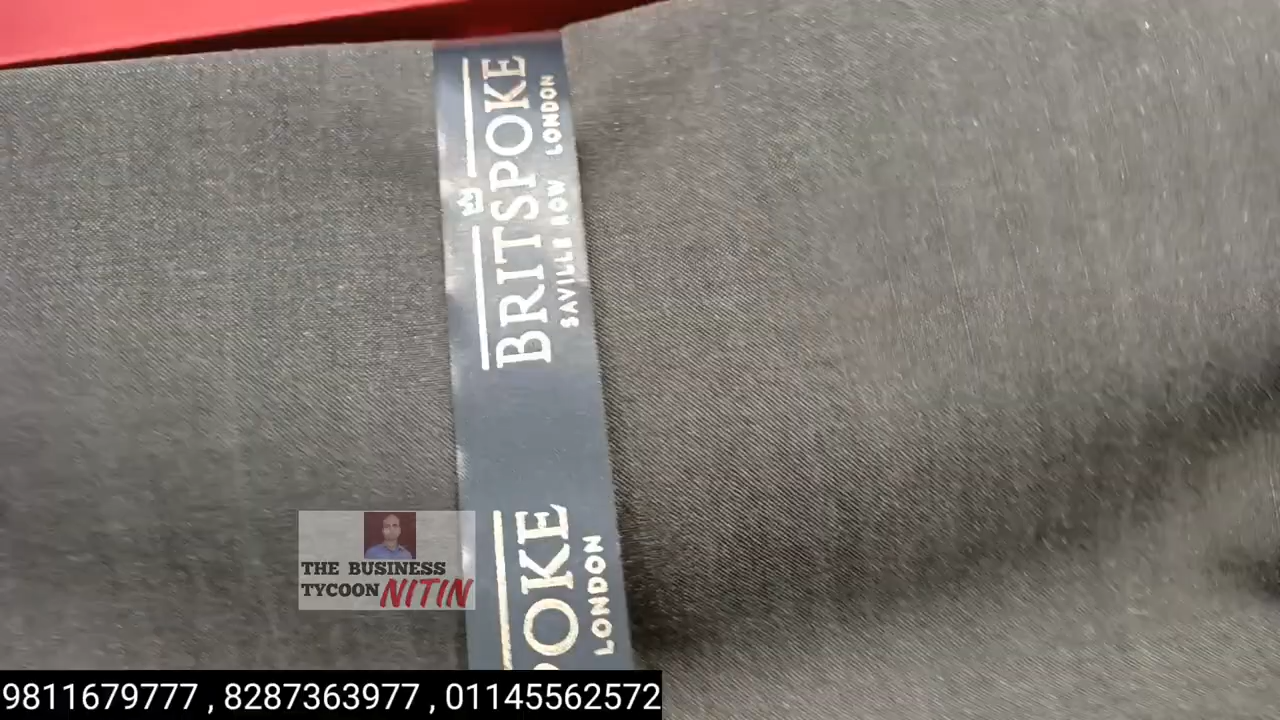 BRITSPOKE
SAVILLE ROW LONDON
OKE
LONDON
THE BUSINESS
TYCOON NITIN
9811679777 , 8287363977 , 01145562572